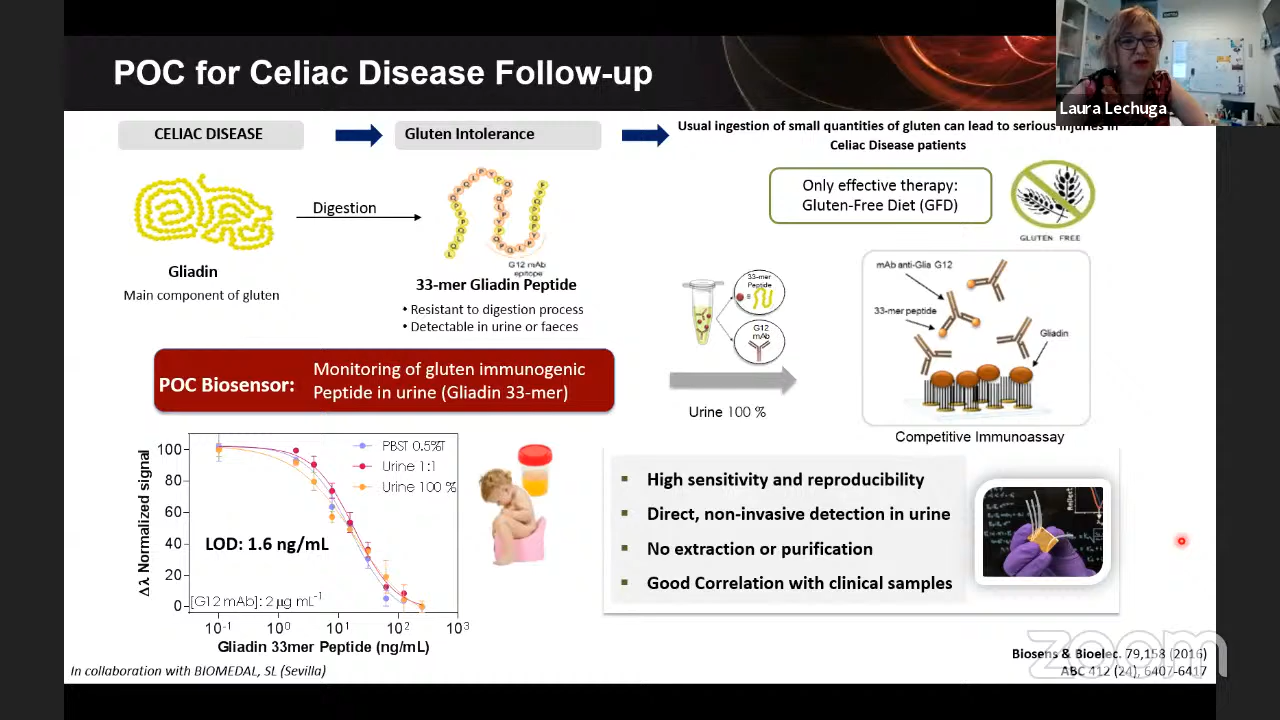 POC for Celiac Disease Follow-up
Laura Lechuga
CELIAC DISEASE
Gluten Intolerance
Usual ingestion of small quantities of gluten can lead to serious injuries in
Celiac Disease patients
Only effective therapy:
Gluten-Free Diet (GFD)
GLUTEN FREE
Digestion
G12 mAb
epitope
Gliadin
Main component of gluten
33-mer Gliadin Peptide
• Resistant to digestion process
• Detectable in urine or faeces
33-mer
Peptide
G12
mAb
Urine 100 %
mAb anti-Glia G12
33-mer peptide
Gliadin
Competitive Immunoassay
POC Biosensor:
Monitoring of gluten immunogenic
Peptide in urine (Gliadin 33-mer)
Δλ Normalized signal
100
80
60
40
20
0
PBST 0.5%T
Urine 1:1
Urine 100 %
LOD: 1.6 ng/mL
[G12 mAb]: 2 μg mL⁻¹
10⁻¹
10⁰
10¹
10²
10³
Gliadin 33mer Peptide (ng/mL)
▪ High sensitivity and reproducibility
▪ Direct, non-invasive detection in urine
▪ No extraction or purification
▪ Good Correlation with clinical samples
In collaboration with BIOMEDAL, SL (Sevilla)
Biosens & Bioelec. 79,158 (2016)
ABC 412 (24), 6407-6417
zoom